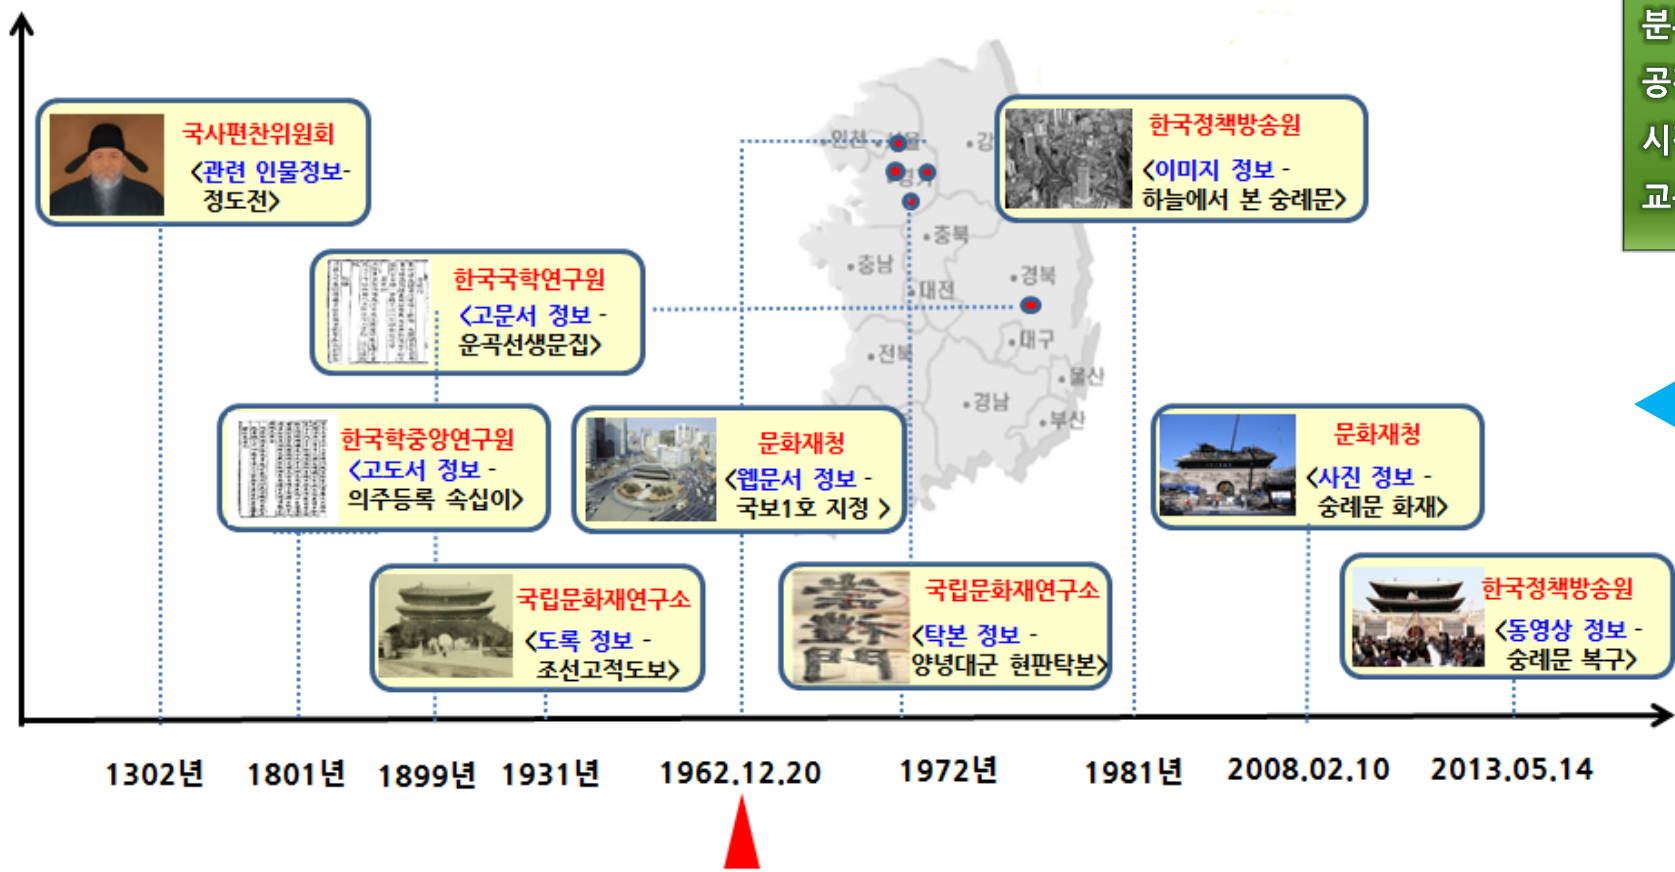 국사편찬위원회
<관련 인물정보-
정도전>
한국정책방송원
<이미지 정보 -
하늘에서 본 숭례문>
한국국학연구원
<고문서 정보 -
운곡선생문집>
한국학중앙연구원
<고도서 정보 -
의주등록 속십이>
문화재청
<웹문서 정보 -
국보1호 지정 >
문화재청
<사진 정보 -
숭례문 화재>
국립문화재연구소
<도록 정보 -
조선고적도보>
국립문화재연구소
<탁본 정보 -
양녕대군 현판탁본>
한국정책방송원
<동영상 정보 -
숭례문 복구>
인천
서울
강
경기
충북
충남
경북
대전
대구
전북
울산
경남
부산
1302년 1801년 1899년 1931년 1962.12.20 1972년 1981년 2008.02.10 2013.05.14
분
공
시
교